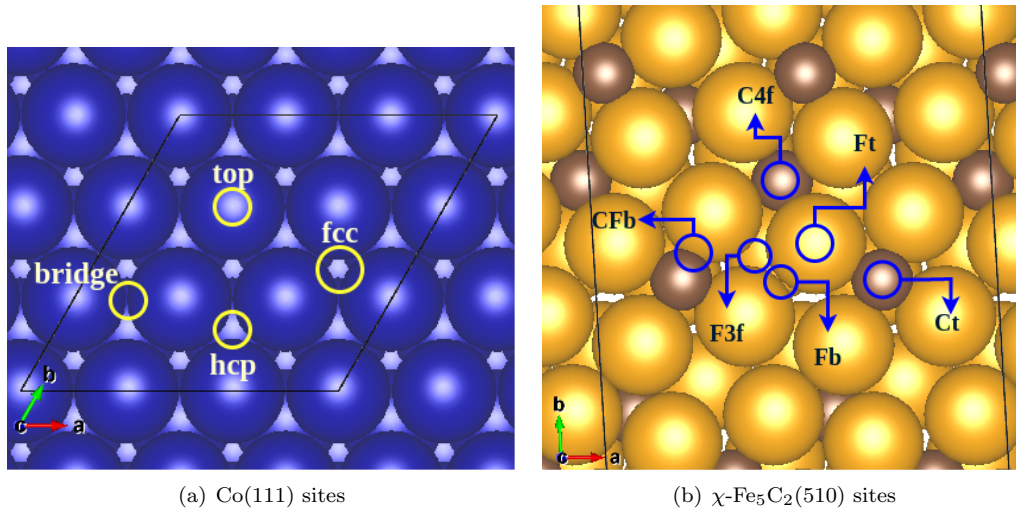 top
fcc
bridge
hcp
b
c
a
C4f
Ft
CFb
F3f
Fb
Ct
b
c
a
(a) Co(111) sites
(b) χ-Fe₅C₂(510) sites